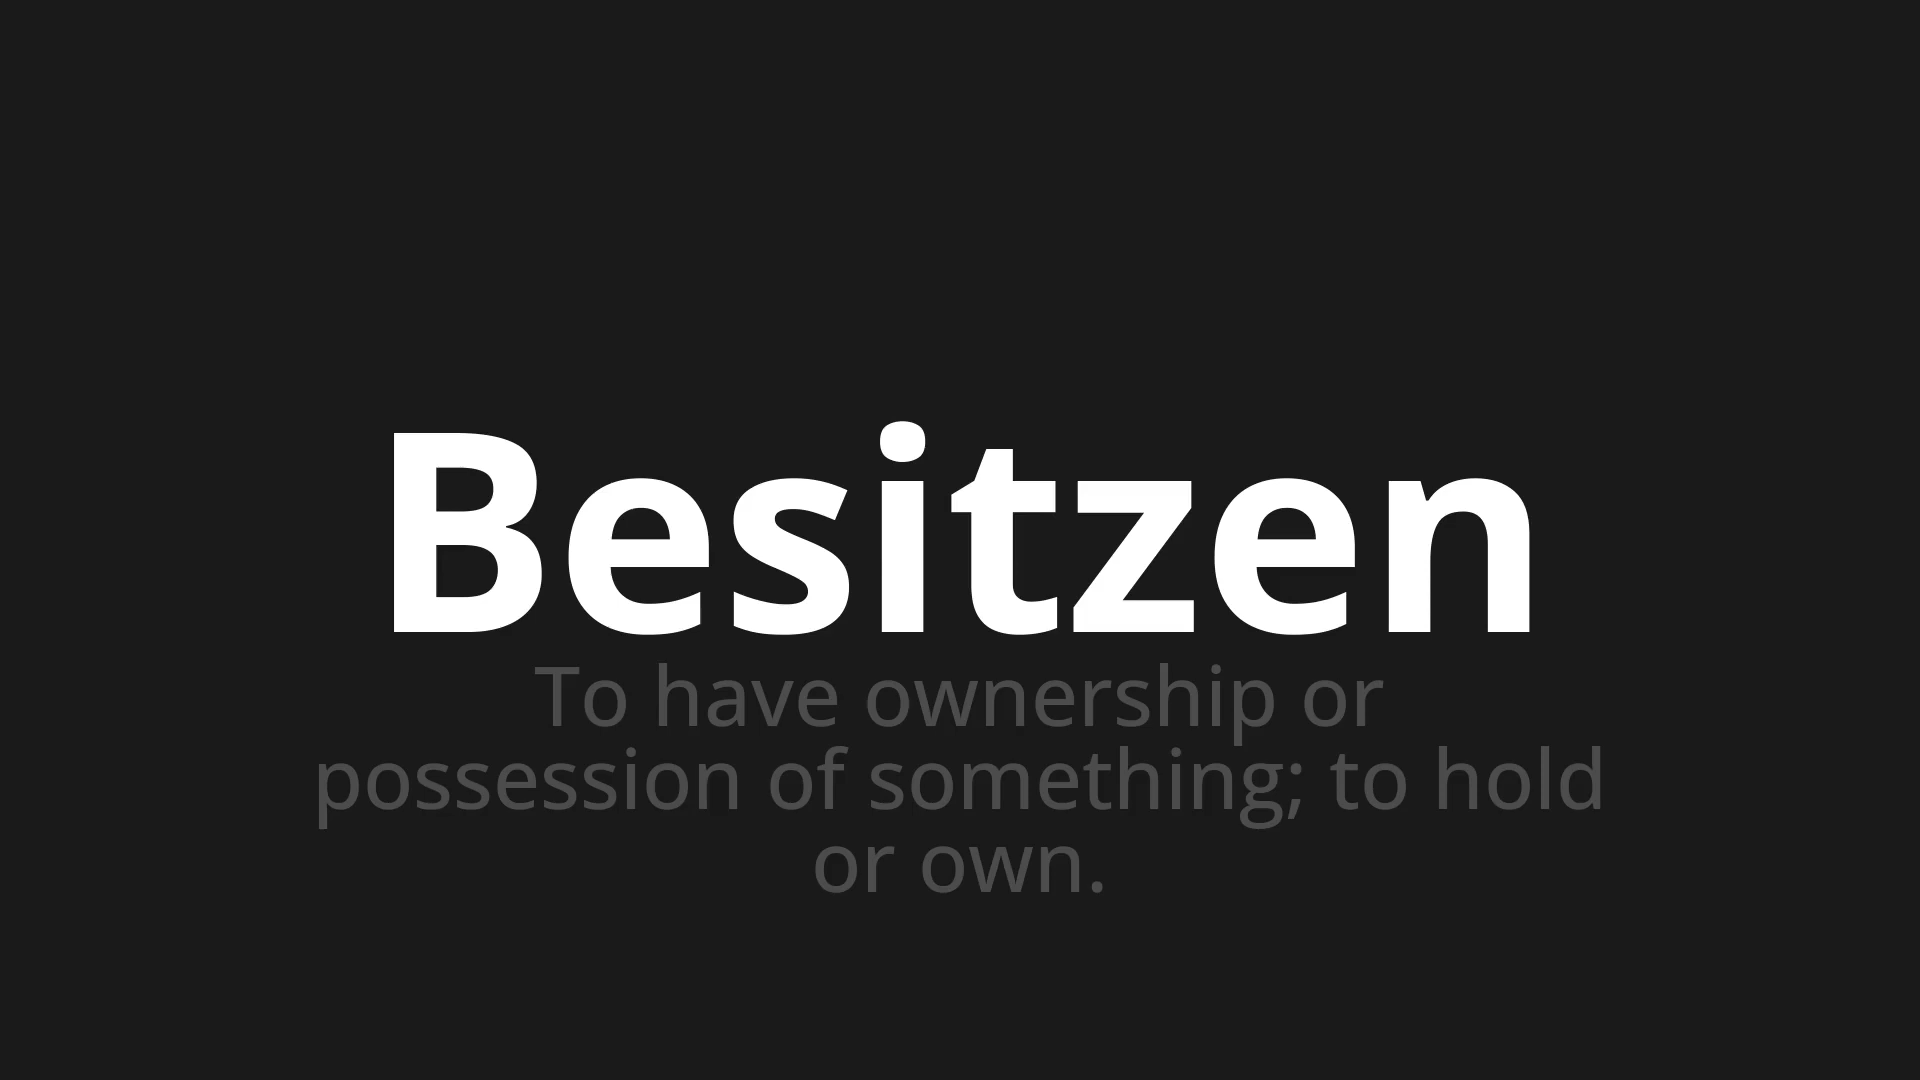 Besitzen
To have ownership or
possession of something; to hold
or own.